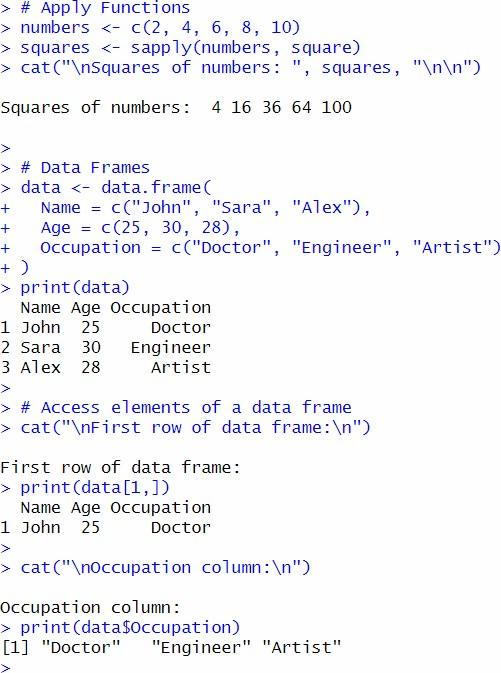 > # Apply Functions
> numbers <- c(2, 4, 6, 8, 10)
> squares <- sapply(numbers, square)
> cat("\nSquares of numbers: ", squares, "\n\n")

Squares of numbers:  4 16 36 64 100

>
> # Data Frames
> data <- data.frame(
+   Name = c("John", "Sara", "Alex"),
+   Age = c(25, 30, 28),
+   Occupation = c("Doctor", "Engineer", "Artist")
+ )
> print(data)
  Name Age Occupation
1 John  25     Doctor
2 Sara  30   Engineer
3 Alex  28     Artist
>
> # Access elements of a data frame
> cat("\nFirst row of data frame:\n")

First row of data frame:
> print(data[1,])
  Name Age Occupation
1 John  25     Doctor
>
> cat("\nOccupation column:\n")

Occupation column:
> print(data$Occupation)
[1] "Doctor"   "Engineer" "Artist"
>